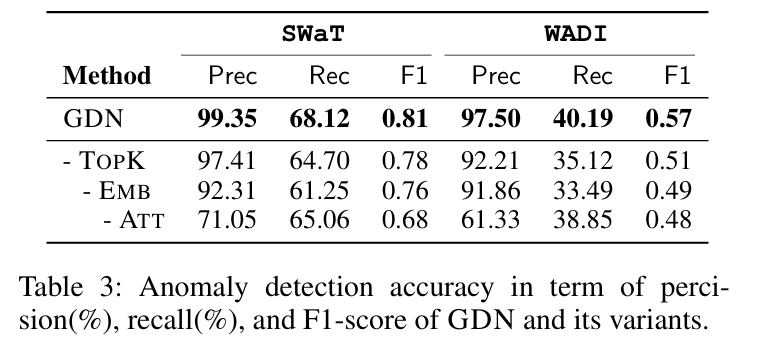 SWaT WADI
Method Prec Rec F1 Prec Rec F1
GDN 99.35 68.12 0.81 97.50 40.19 0.57
- TOPK 97.41 64.70 0.78 92.21 35.12 0.51
- EMB 92.31 61.25 0.76 91.86 33.49 0.49
- ATT 71.05 65.06 0.68 61.33 38.85 0.48
Table 3: Anomaly detection accuracy in term of perci-
sion(%), recall(%), and F1-score of GDN and its variants.